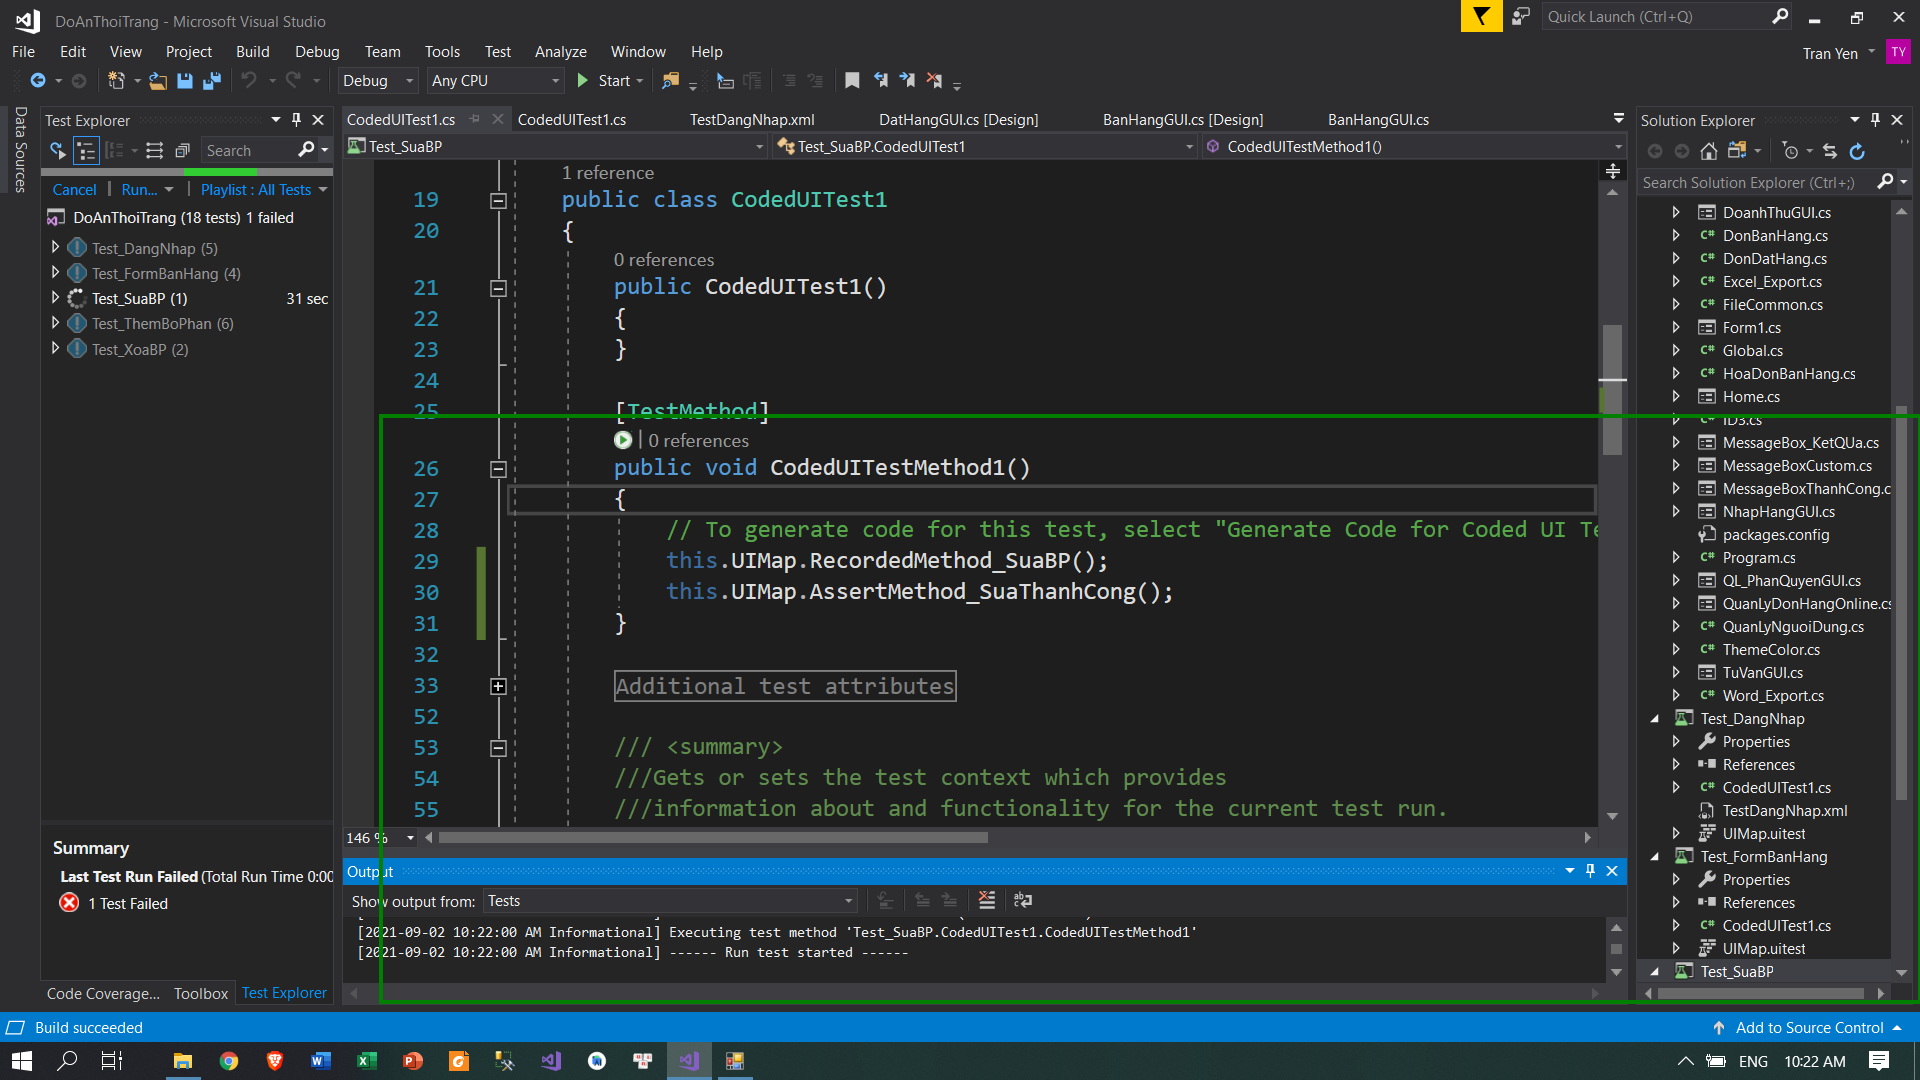 DoAnThoiTrang - Microsoft Visual Studio
Quick Launch (Ctrl+Q)
File Edit View Project Build Debug Team Tools Test Analyze Window Help
Tran Yen TY
Debug Any CPU Start
Data Sources
Test Explorer
Search
Cancel Run... Playlist : All Tests
DoAnThoiTrang (18 tests) 1 failed
Test_DangNhap (5)
Test_FormBanHang (4)
Test_SuaBP (1) 31 sec
Test_ThemBoPhan (6)
Test_XoaBP (2)
Summary
Last Test Run Failed (Total Run Time 0:00
1 Test Failed
Code Coverage... Toolbox Test Explorer
CodedUITest1.cs CodedUITest1.cs TestDangNhap.xml DatHangGUI.cs [Design] BanHangGUI.cs [Design] BanHangGUI.cs
Test_SuaBP Test_SuaBP.CodedUITest1 CodedUITestMethod1()
1 reference
19 public class CodedUITest1
20 {
0 references
21 public CodedUITest1()
22 {
23 }
24
25 [TestMethod]
0 references
26 public void CodedUITestMethod1()
27 {
28 // To generate code for this test, select "Generate Code for Coded UI Te
29 this.UIMap.RecordedMethod_SuaBP();
30 this.UIMap.AssertMethod_SuaThanhCong();
31 }
32
33 Additional test attributes
52
53 /// <summary>
54 ///Gets or sets the test context which provides
55 ///information about and functionality for the current test run.
146 %
Output
Show output from: Tests
[2021-09-02 10:22:00 AM Informational] Executing test method 'Test_SuaBP.CodedUITest1.CodedUITestMethod1'
[2021-09-02 10:22:00 AM Informational] ------ Run test started ------
Solution Explorer
Search Solution Explorer (Ctrl+;)
DoanhThuGUI.cs
DonBanHang.cs
DonDatHang.cs
Excel_Export.cs
FileCommon.cs
Form1.cs
Global.cs
HoaDonBanHang.cs
Home.cs
ID3.cs
MessageBox_KetQUa.cs
MessageBoxCustom.cs
MessageBoxThanhCong.c
NhapHangGUI.cs
packages.config
Program.cs
QL_PhanQuyenGUI.cs
QuanLyDonHangOnline.cs
QuanLyNguoiDung.cs
ThemeColor.cs
TuVanGUI.cs
Word_Export.cs
Test_DangNhap
Properties
References
CodedUITest1.cs
TestDangNhap.xml
UIMap.uitest
Test_FormBanHang
Properties
References
CodedUITest1.cs
UIMap.uitest
Test_SuaBP
Build succeeded
Add to Source Control
ENG 10:22 AM